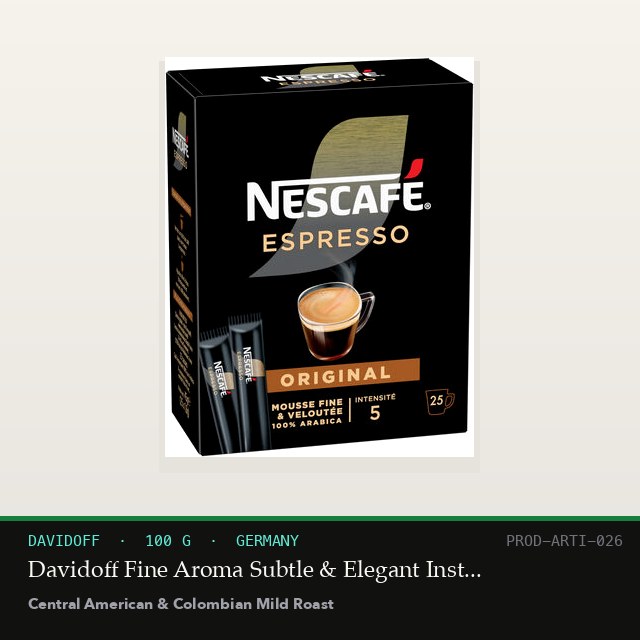 NESCAFÉ
ESPRESSO
NESCAFÉ®
ESPRESSO
ORIGINAL
MOUSSE FINE
& VELOUTÉE
100% ARABICA
INTENSITÉ
5
25
NESCAFÉ
NESCAFÉ
DAVIDOFF · 100 G · GERMANY
PROD–ARTI–026
Davidoff Fine Aroma Subtle & Elegant Inst...
Central American & Colombian Mild Roast